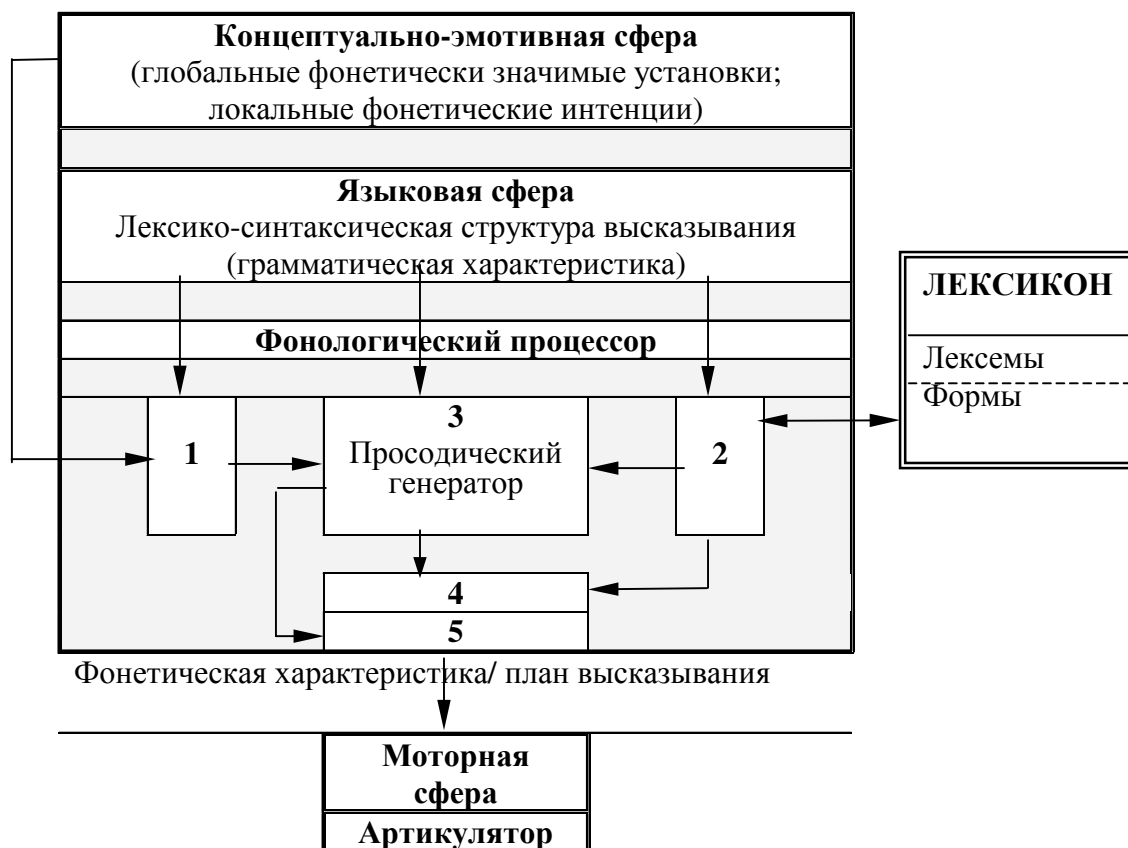 Концептуально-эмотивная сфера
(глобальные фонетически значимые установки;
локальные фонетические интенции)
Языковая сфера
Лексико-синтаксическая структура высказывания
(грамматическая характеристика)
Фонологический процессор
ЛЕКСИКОН
Лексемы
Формы
1
3
Просодический
генератор
2
4
5
Фонетическая характеристика/ план высказывания
Моторная
сфера
Артикулятор